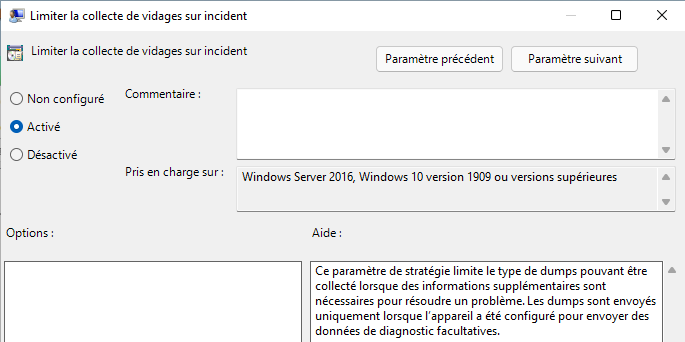 Limiter la collecte de vidages sur incident
Limiter la collecte de vidages sur incident
Paramètre précédent
Paramètre suivant
Non configuré
Activé
Désactivé
Commentaire :
Pris en charge sur :
Windows Server 2016, Windows 10 version 1909 ou versions supérieures
Options :
Aide :
Ce paramètre de stratégie limite le type de dumps pouvant être
collecté lorsque des informations supplémentaires sont
nécessaires pour résoudre un problème. Les dumps sont envoyés
uniquement lorsque l’appareil a été configuré pour envoyer des
données de diagnostic facultatives.